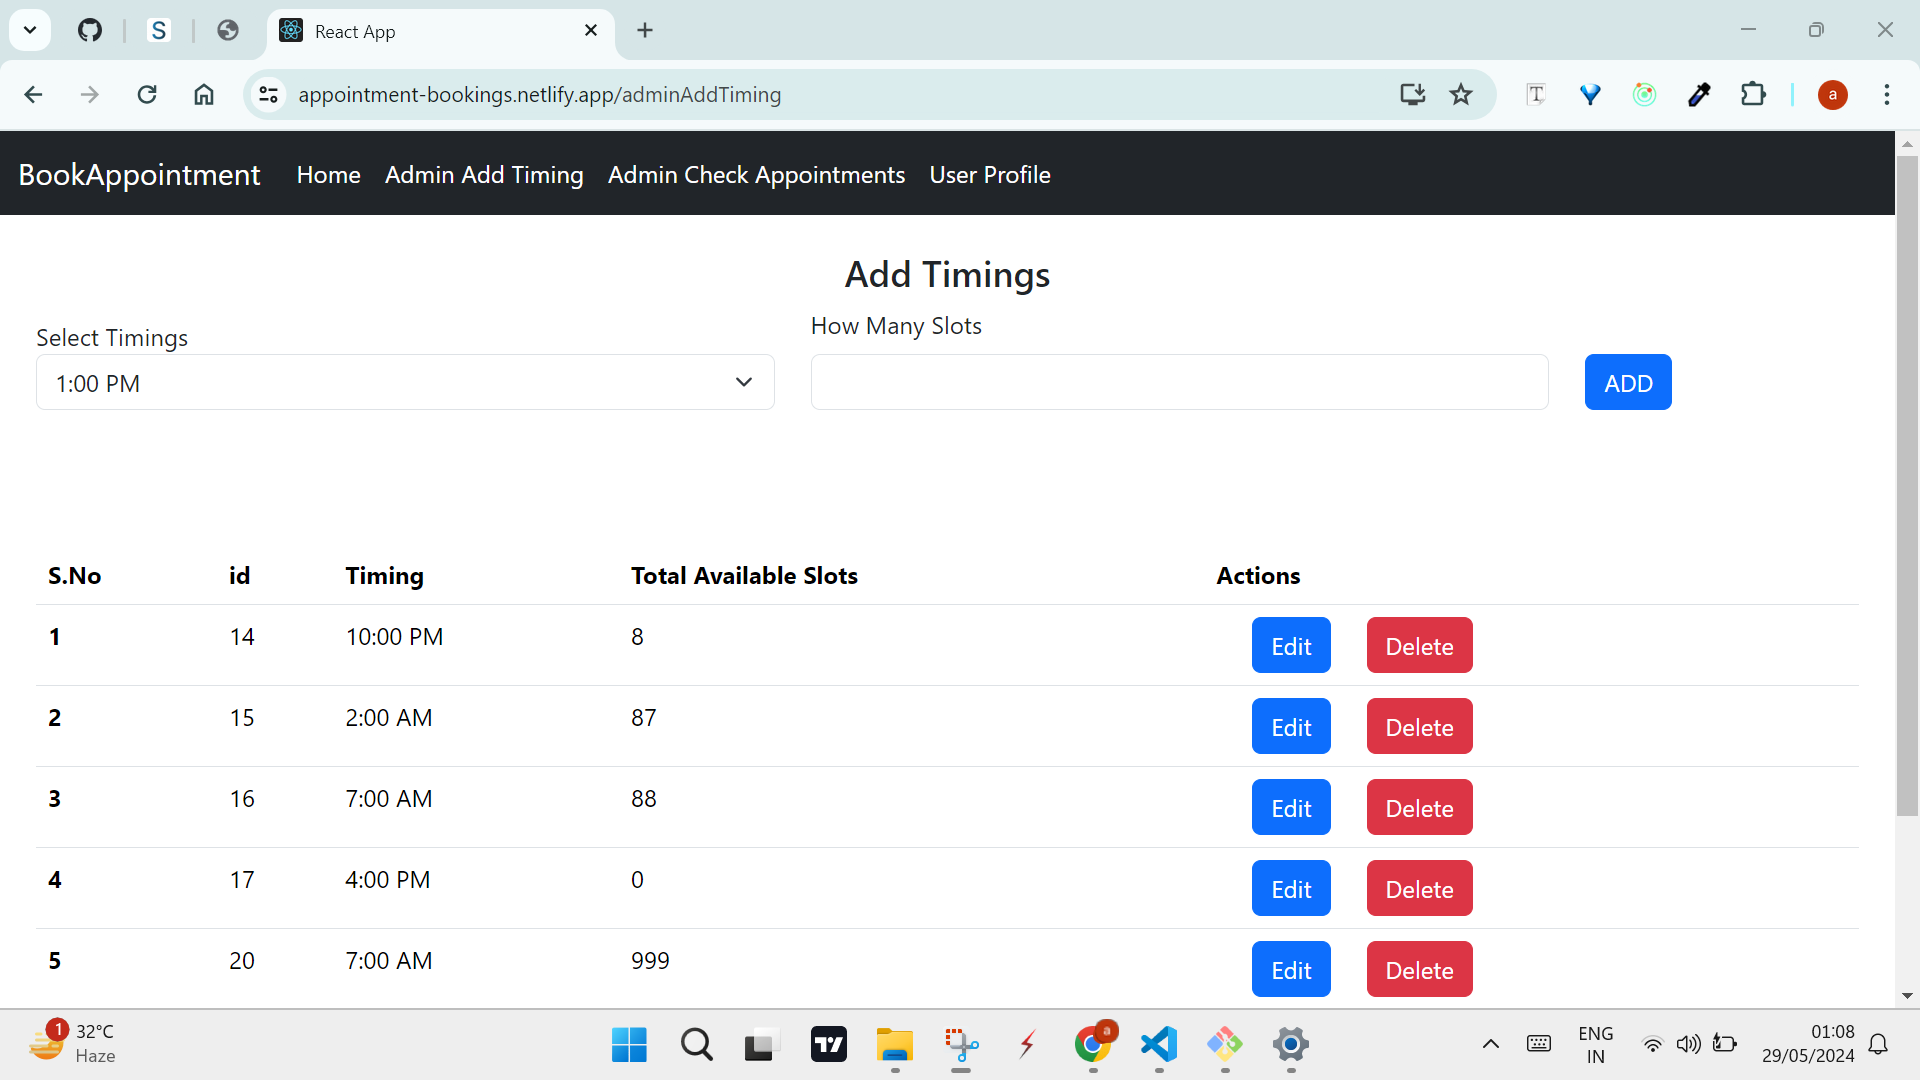 S
React App
appointment-bookings.netlify.app/adminAddTiming
T
a
BookAppointment Home Admin Add Timing Admin Check Appointments User Profile
Add Timings
Select Timings
How Many Slots
1:00 PM
ADD
S.No id Timing Total Available Slots Actions
1 14 10:00 PM 8 Edit Delete
2 15 2:00 AM 87 Edit Delete
3 16 7:00 AM 88 Edit Delete
4 17 4:00 PM 0 Edit Delete
5 20 7:00 AM 999 Edit Delete
1
32°C
Haze
a
ENG
IN
01:08
29/05/2024